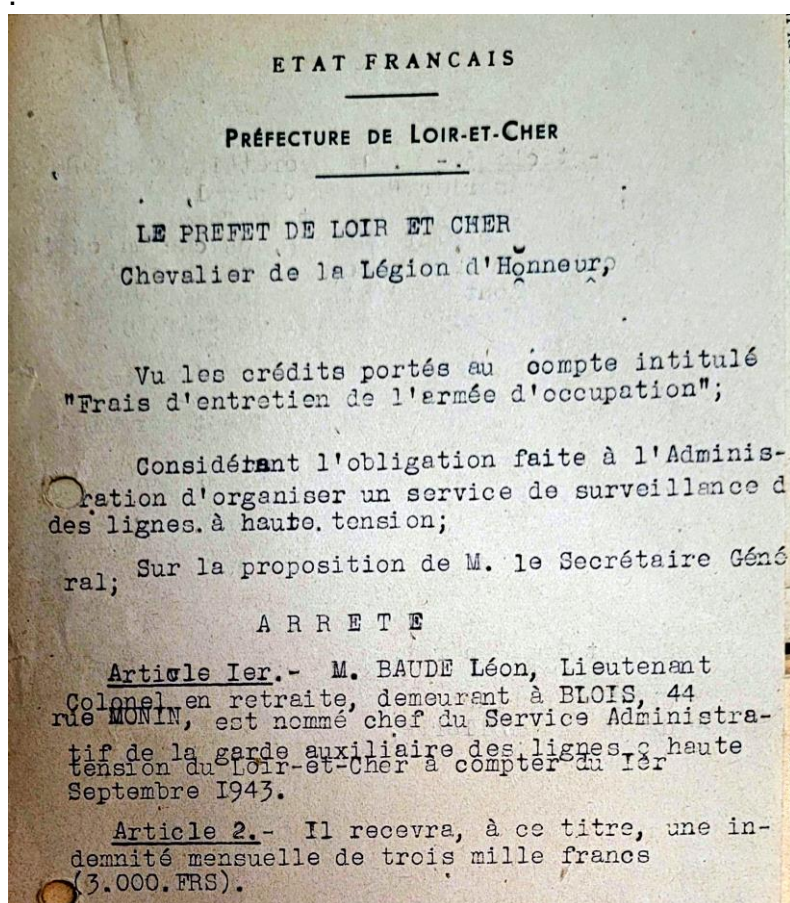 ETAT FRANCAIS
PRÉFECTURE DE LOIR-ET-CHER
LE PREFET DE LOIR ET CHER
Chevalier de la Légion d'Honneur,
Vu les crédits portés au compte intitulé
"Frais d'entretien de l'armée d'occupation";
Considérant l'obligation faite à l'Adminis-
ration d'organiser un service de surveillance d
des lignes. à haute. tension;
Sur la proposition de M. le Secrétaire Géné
ral;
A R R E T E
Article Ier.- M. BAUDE Léon, Lieutenant
Colonel en retraite, demeurant à BLOIS, 44
rue MONIN, est nommé chef du Service Administra-
tif de la garde auxiliaire des lignes à haute
tension du Loir-et-Cher à compter du Ier
Septembre I943.
Article 2.- Il recevra, à ce titre, une in-
demnité mensuelle de trois mille francs
(3.000.FRS).